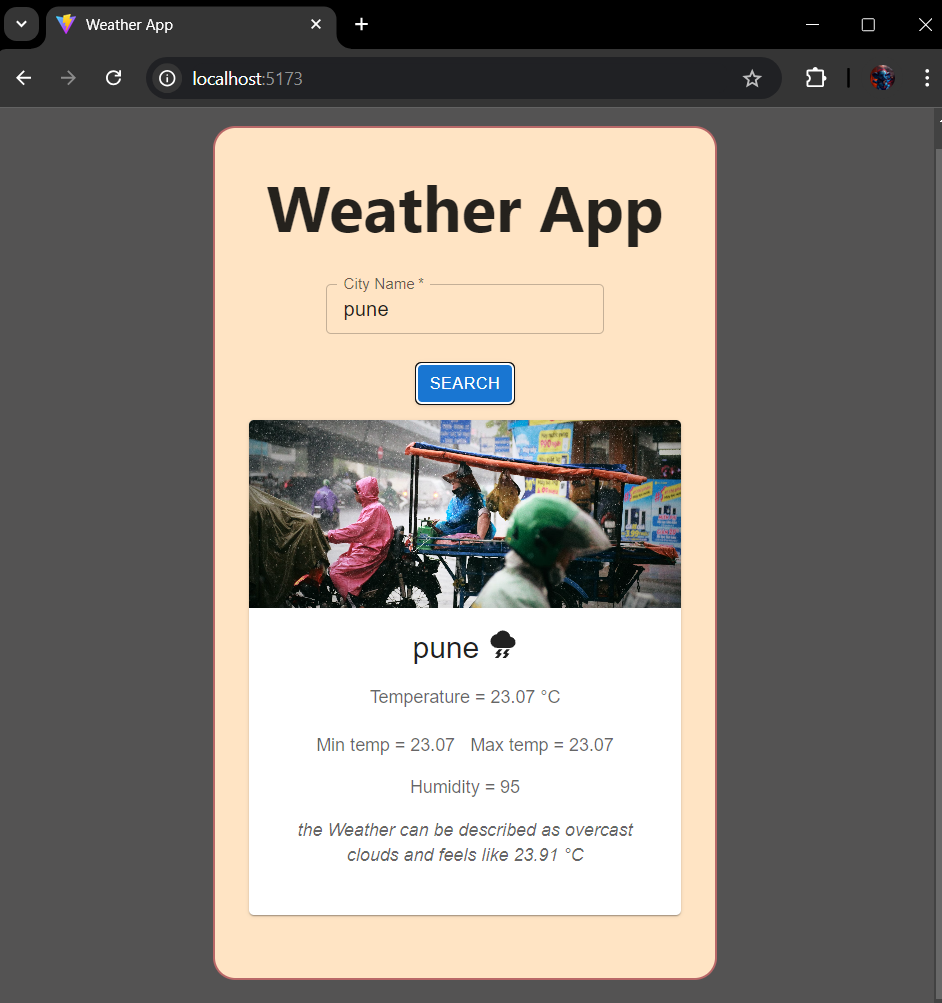 Weather App
localhost:5173
Weather App
City Name *
pune
SEARCH
pune
Temperature = 23.07 °C
Min temp = 23.07 Max temp = 23.07
Humidity = 95
the Weather can be described as overcast
clouds and feels like 23.91 °C